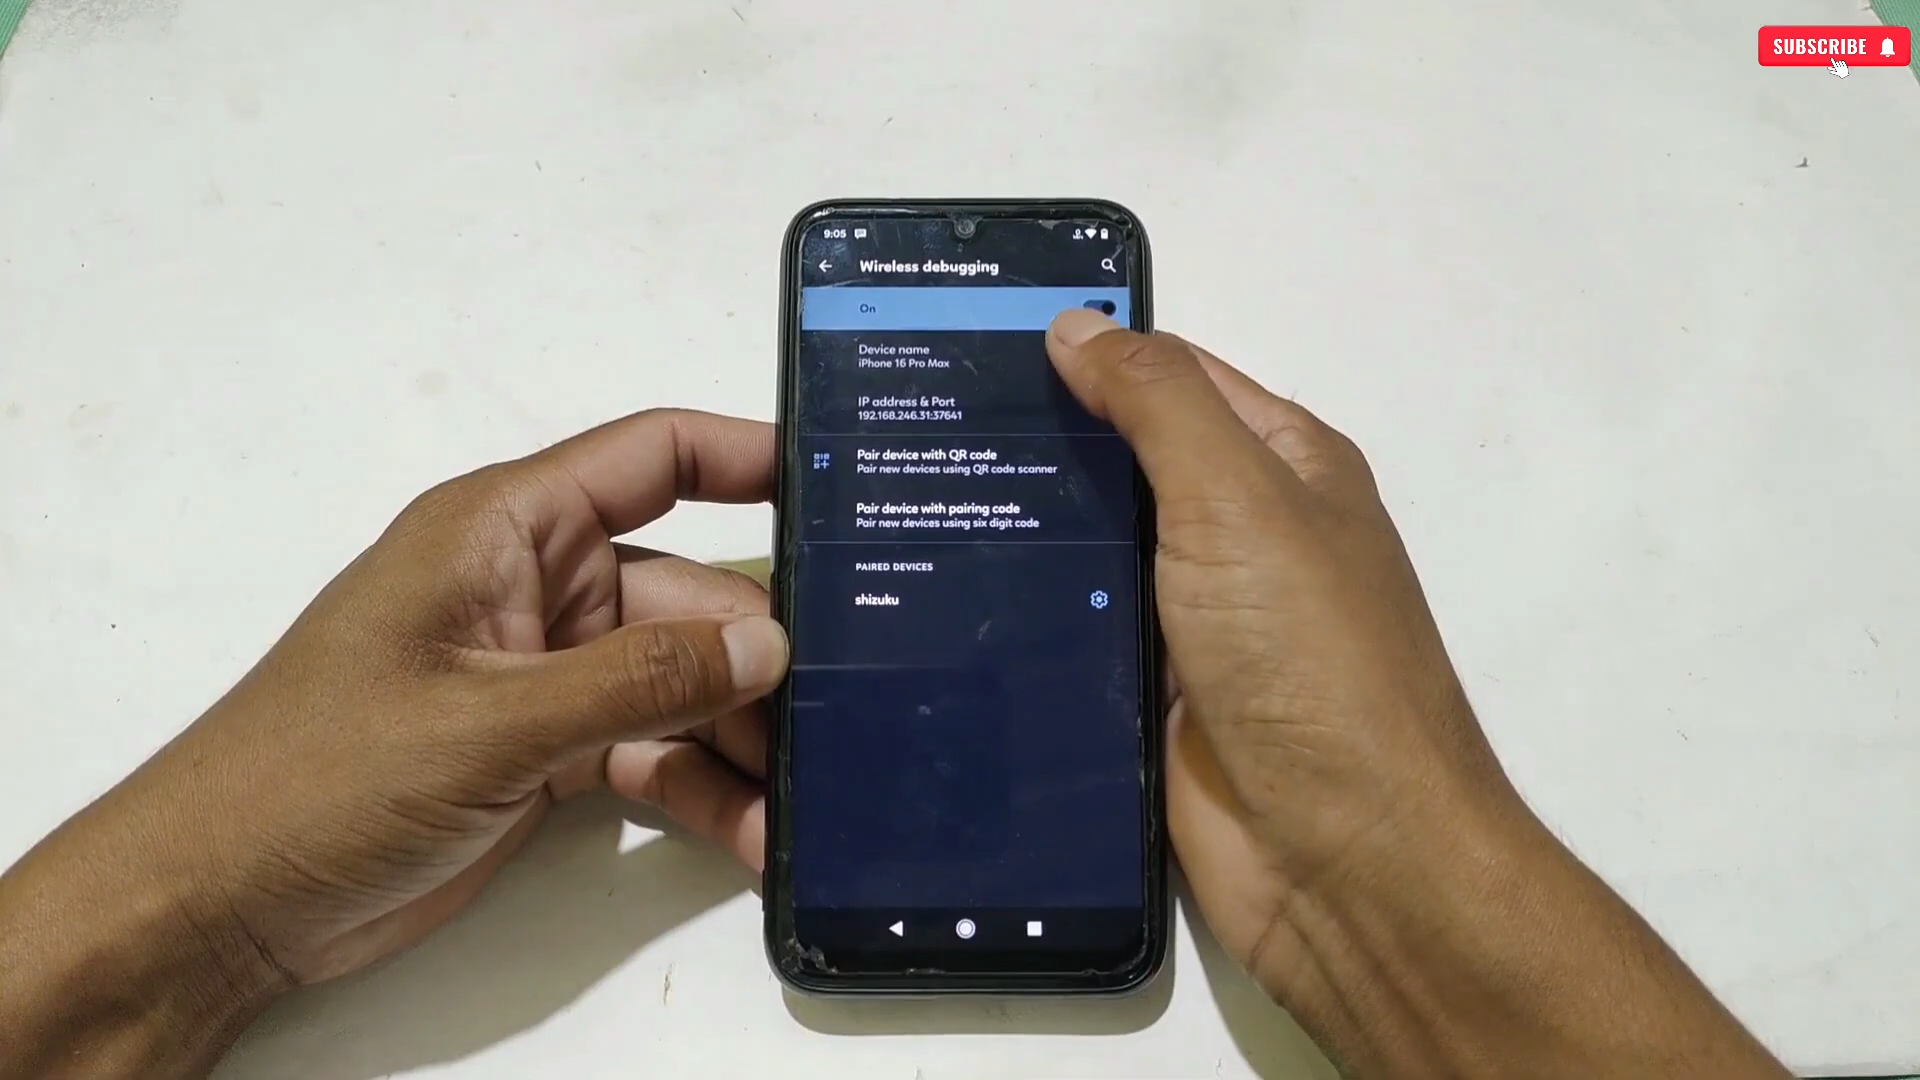 SUBSCRIBE
9:05
Wireless debugging
On
Device name
iPhone 16 Pro Max
IP address & Port
192.168.246.31:37641
Pair device with QR code
Pair new devices using QR code scanner
Pair device with pairing code
Pair new devices using six digit code
PAIRED DEVICES
shizuku